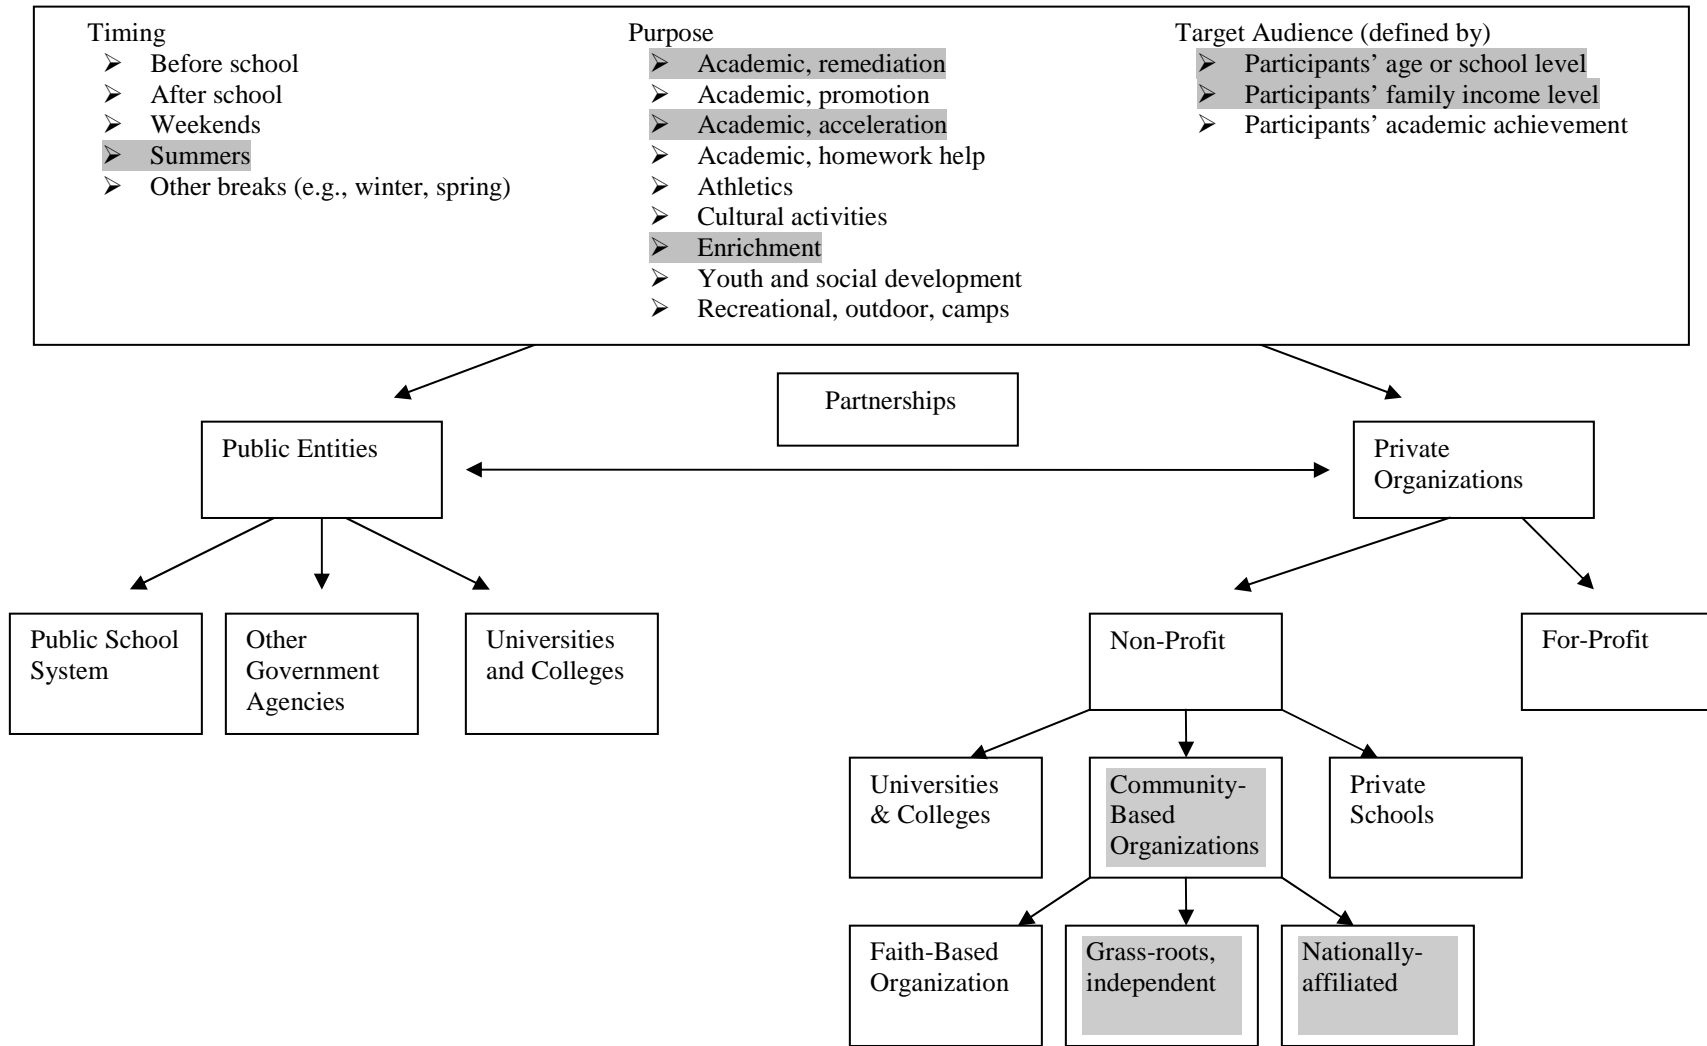 Timing
Before school
After school
Weekends
Summers
Other breaks (e.g., winter, spring)
Purpose
Academic, remediation
Academic, promotion
Academic, acceleration
Academic, homework help
Athletics
Cultural activities
Enrichment
Youth and social development
Recreational, outdoor, camps
Target Audience (defined by)
Participants’ age or school level
Participants’ family income level
Participants’ academic achievement
Partnerships
Public Entities
Private
Organizations
Public School
System
Other
Government
Agencies
Universities
and Colleges
Non-Profit
For-Profit
Universities
& Colleges
Community-
Based
Organizations
Private
Schools
Faith-Based
Organization
Grass-roots,
independent
Nationally-
affiliated